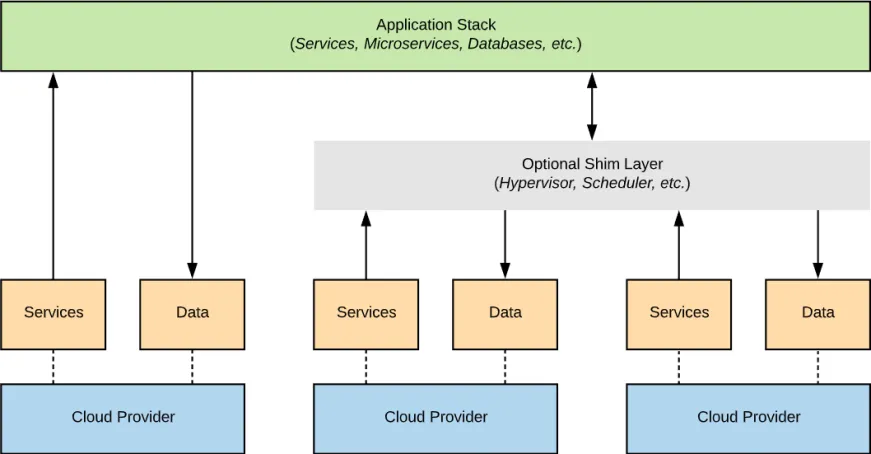 Application Stack
(Services, Microservices, Databases, etc.)
Optional Shim Layer
(Hypervisor, Scheduler, etc.)
Services
Data
Services
Data
Services
Data
Cloud Provider
Cloud Provider
Cloud Provider